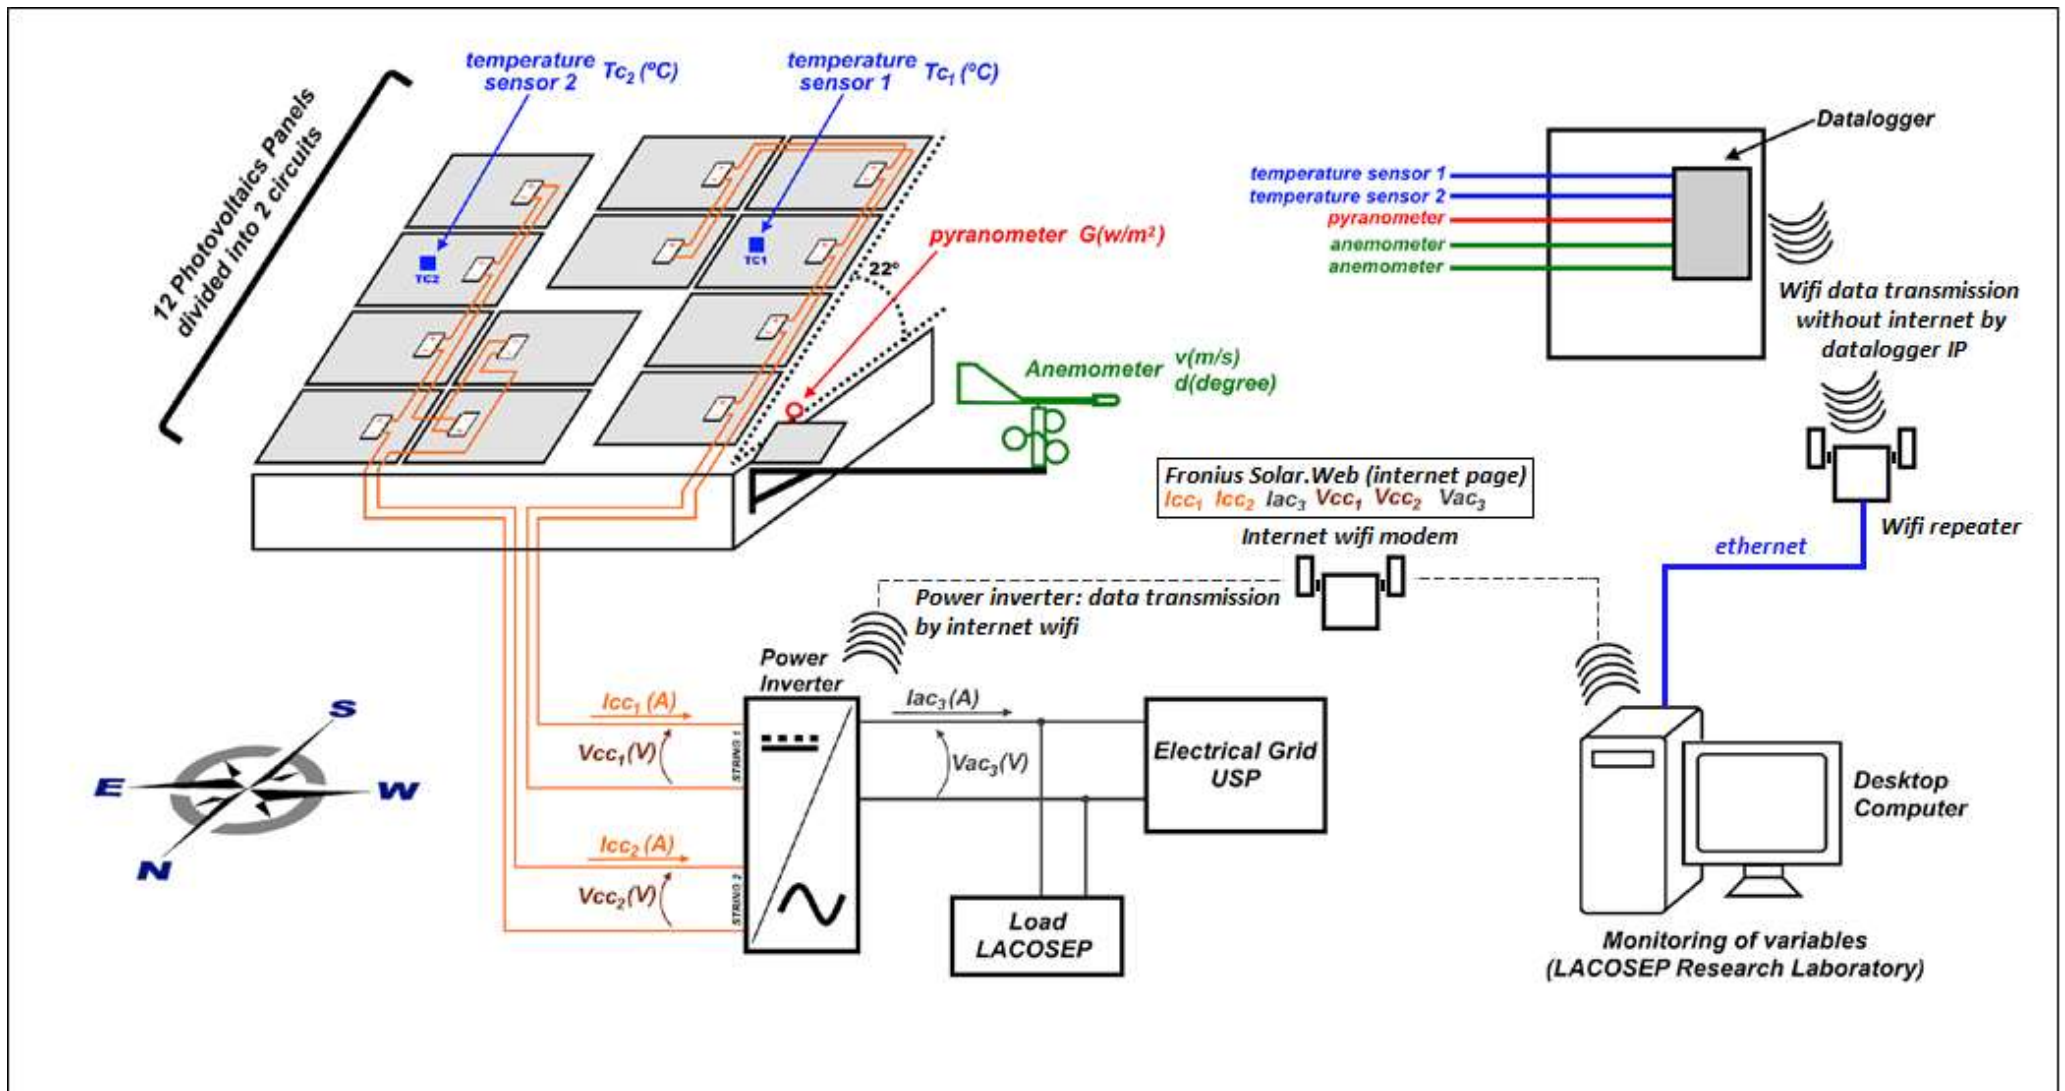 temperature
sensor 2 Tc₂ (ºC)
temperature
sensor 1 Tc₁ (ºC)
12 Photovoltaics Panels
divided into 2 circuits
TC2
TC1
pyranometer G(w/m²)
22º
Anemometer v(m/s)
d(degree)
Datalogger
temperature sensor 1
temperature sensor 2
pyranometer
anemometer
anemometer
Wifi data transmission
without internet by
datalogger IP
Wifi repeater
ethernet
Fronius Solar.Web (internet page)
Icc₁ Icc₂ Iac₃ Vcc₁ Vcc₂ Vac₃
Internet wifi modem
Power inverter: data transmission
by internet wifi
Power
Inverter
Icc₁ (A)
Vcc₁(V)
STRING 1
Icc₂ (A)
Vcc₂(V)
STRING 2
Iac₃(A)
Vac₃(V)
Electrical Grid
USP
Load
LACOSEP
Desktop
Computer
Monitoring of variables
(LACOSEP Research Laboratory)
S
E
W
N